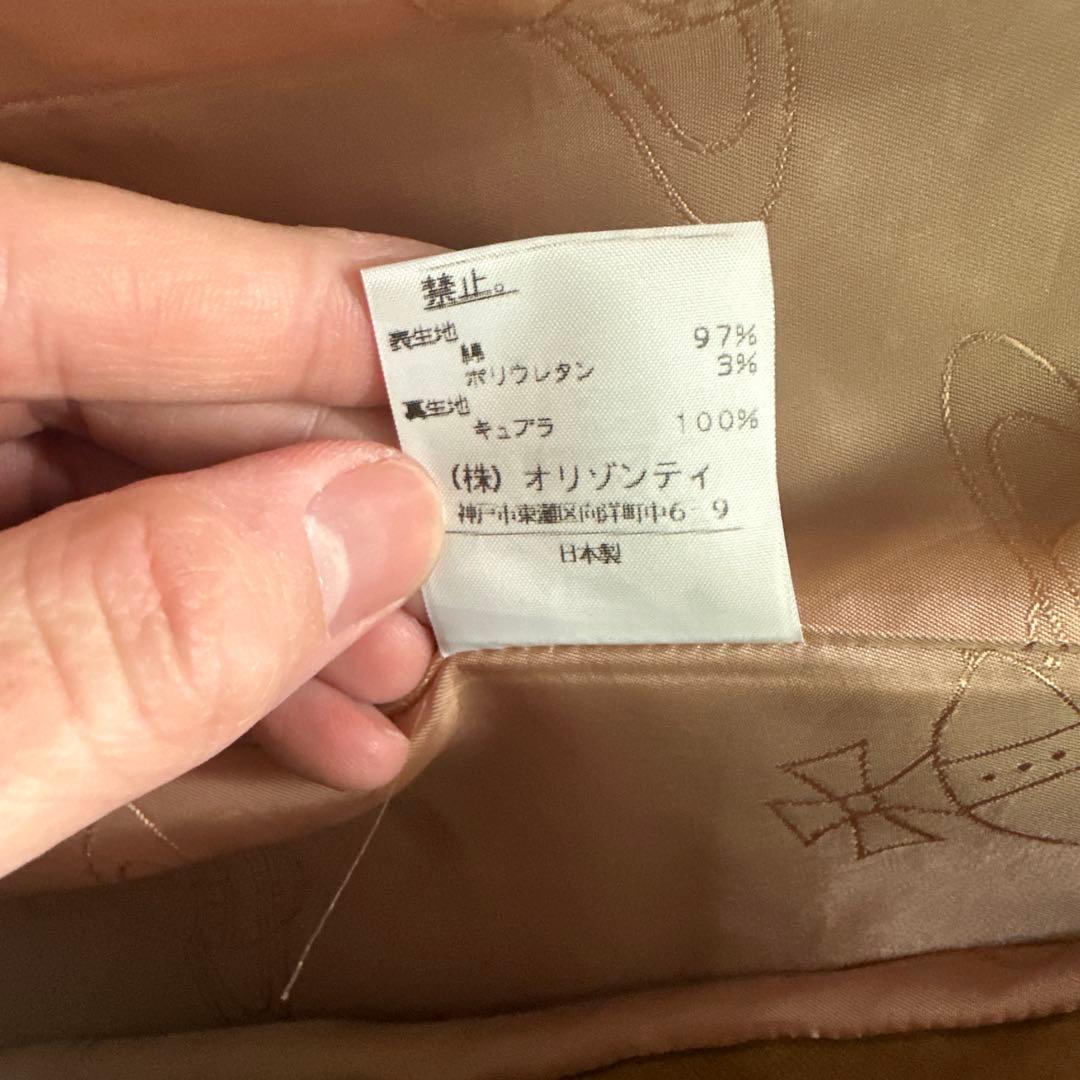 禁止。
表生地
綿 97%
ポリウレタン 3%
裏生地
キュプラ 100%
(株) オリゾンティ
神戸市東灘区向洋町中6-9
日本製